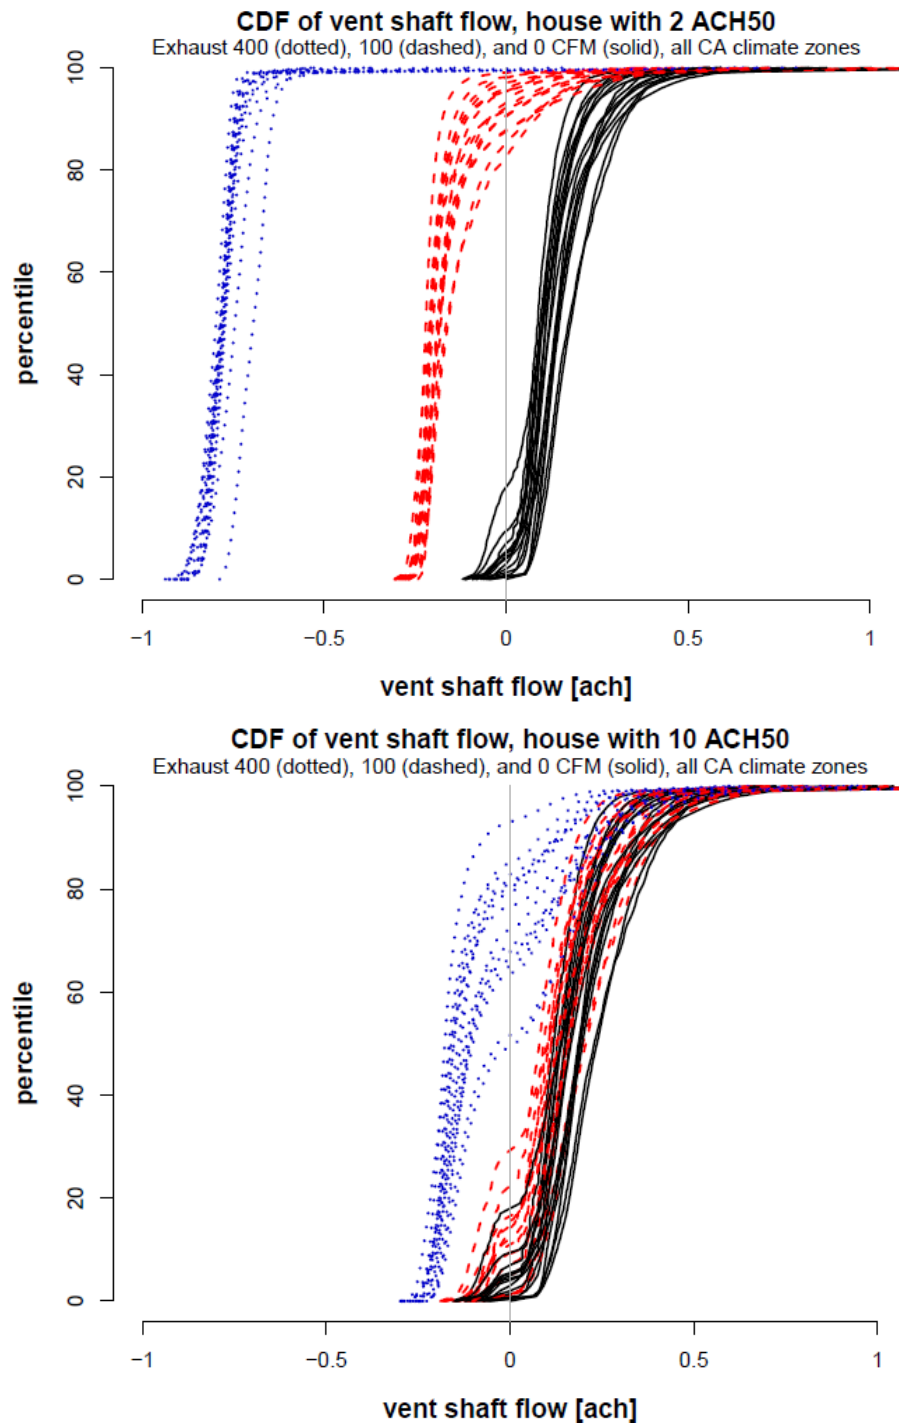 CDF of vent shaft flow, house with 2 ACH50
Exhaust 400 (dotted), 100 (dashed), and 0 CFM (solid), all CA climate zones
percentile
100
80
60
40
20
0
−1 −0.5 0 0.5 1
vent shaft flow [ach]
CDF of vent shaft flow, house with 10 ACH50
Exhaust 400 (dotted), 100 (dashed), and 0 CFM (solid), all CA climate zones
percentile
100
80
60
40
20
0
−1 −0.5 0 0.5 1
vent shaft flow [ach]